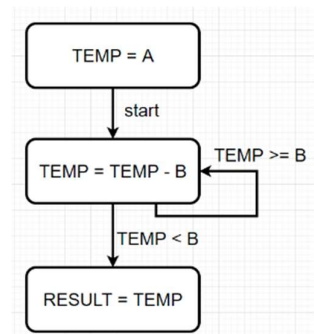 TEMP = A
start
TEMP >= B
TEMP = TEMP - B
TEMP < B
RESULT = TEMP